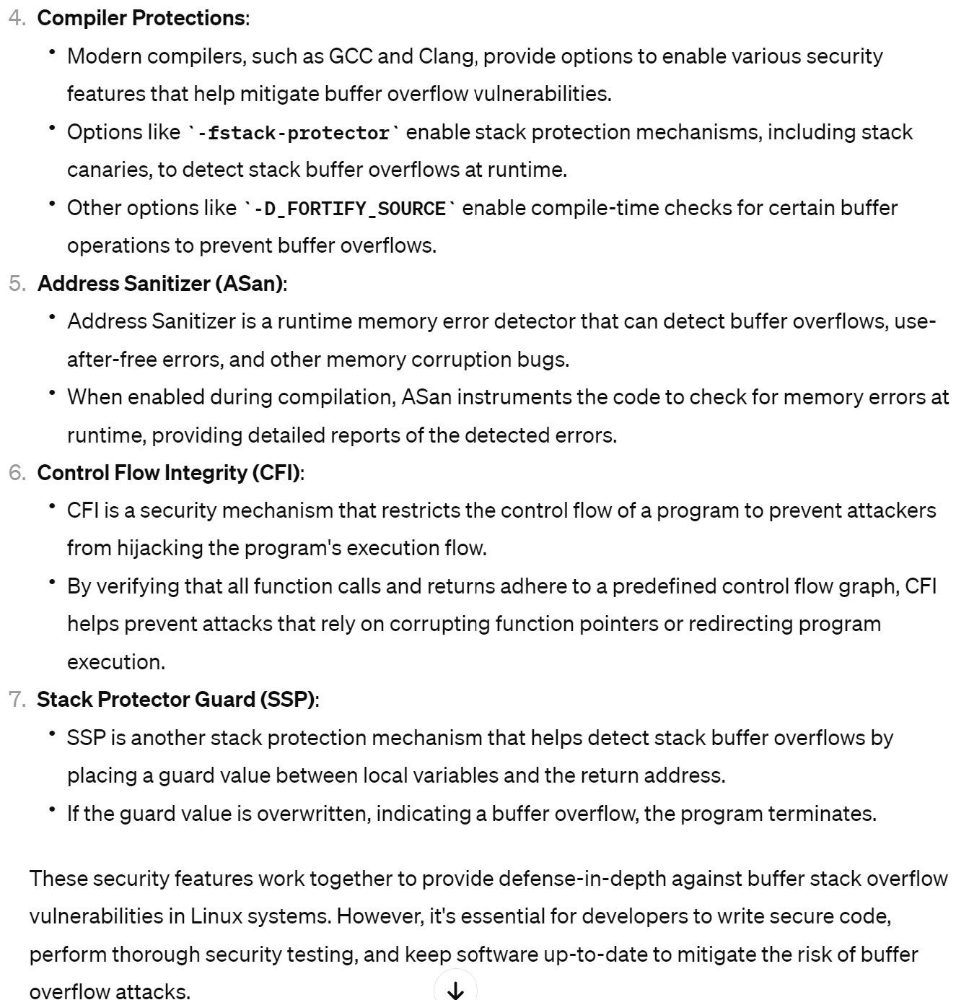 4. Compiler Protections:
• Modern compilers, such as GCC and Clang, provide options to enable various security
features that help mitigate buffer overflow vulnerabilities.
• Options like `-fstack-protector` enable stack protection mechanisms, including stack
canaries, to detect stack buffer overflows at runtime.
• Other options like `-D_FORTIFY_SOURCE` enable compile-time checks for certain buffer
operations to prevent buffer overflows.
5. Address Sanitizer (ASan):
• Address Sanitizer is a runtime memory error detector that can detect buffer overflows, use-
after-free errors, and other memory corruption bugs.
• When enabled during compilation, ASan instruments the code to check for memory errors at
runtime, providing detailed reports of the detected errors.
6. Control Flow Integrity (CFI):
• CFI is a security mechanism that restricts the control flow of a program to prevent attackers
from hijacking the program's execution flow.
• By verifying that all function calls and returns adhere to a predefined control flow graph, CFI
helps prevent attacks that rely on corrupting function pointers or redirecting program
execution.
7. Stack Protector Guard (SSP):
• SSP is another stack protection mechanism that helps detect stack buffer overflows by
placing a guard value between local variables and the return address.
• If the guard value is overwritten, indicating a buffer overflow, the program terminates.
These security features work together to provide defense-in-depth against buffer stack overflow
vulnerabilities in Linux systems. However, it's essential for developers to write secure code,
perform thorough security testing, and keep software up-to-date to mitigate the risk of buffer
overflow attacks.